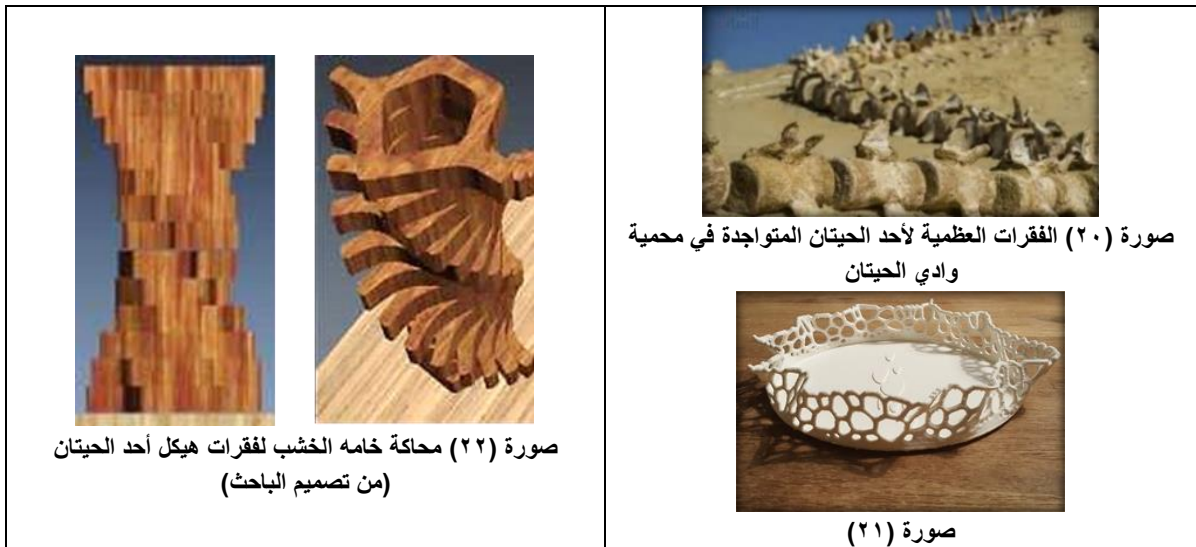 صورة (٢٠) الفقرات العظمية لأحد الحيتان المتواجدة في محمية
وادي الحيتان
صورة (٢١)
صورة (٢٢) محاكة خامه الخشب لفقرات هيكل أحد الحيتان
(من تصميم الباحث)